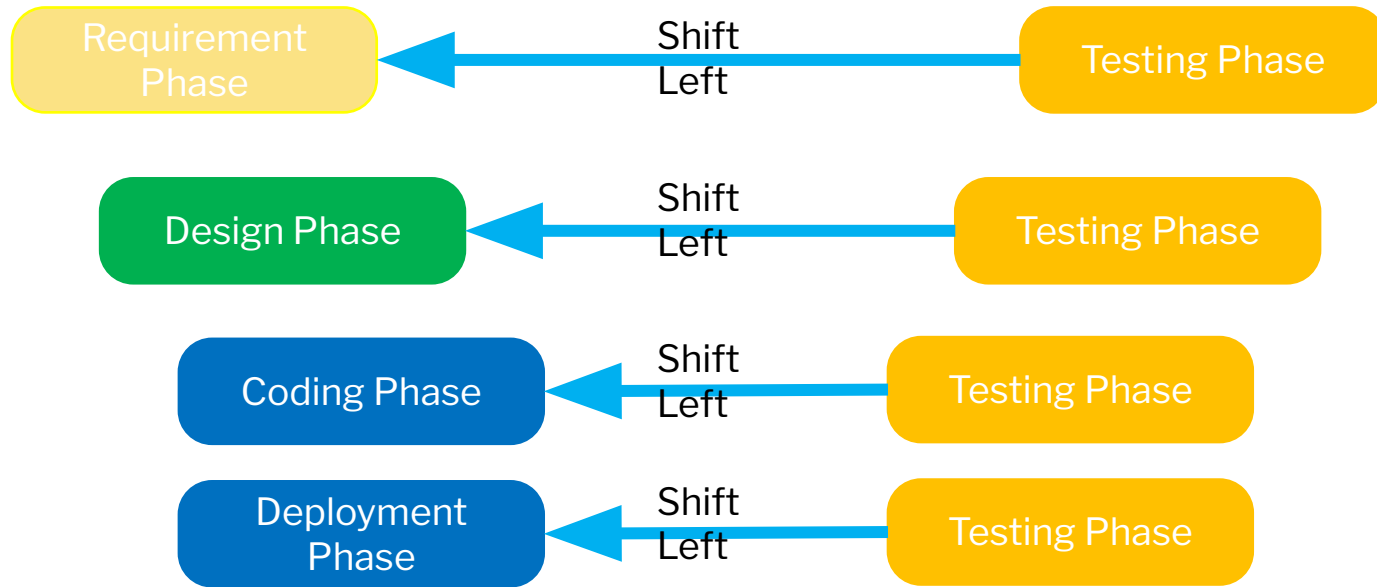 Requirement
Phase
Shift
Left
Testing Phase
Design Phase
Shift
Left
Testing Phase
Coding Phase
Shift
Left
Testing Phase
Deployment
Phase
Shift
Left
Testing Phase